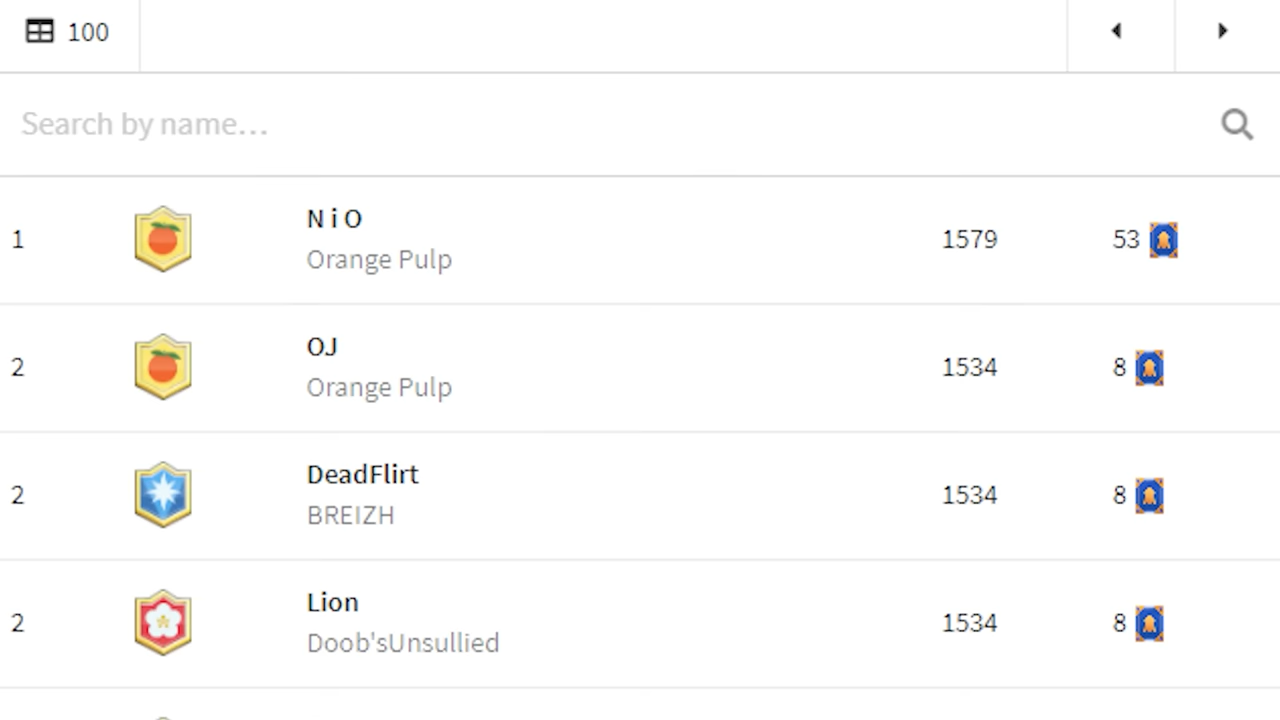 100
Search by name...
1
N i O
Orange Pulp
1579
53
2
OJ
Orange Pulp
1534
8
2
DeadFlirt
BREIZH
1534
8
2
Lion
Doob'sUnsullied
1534
8